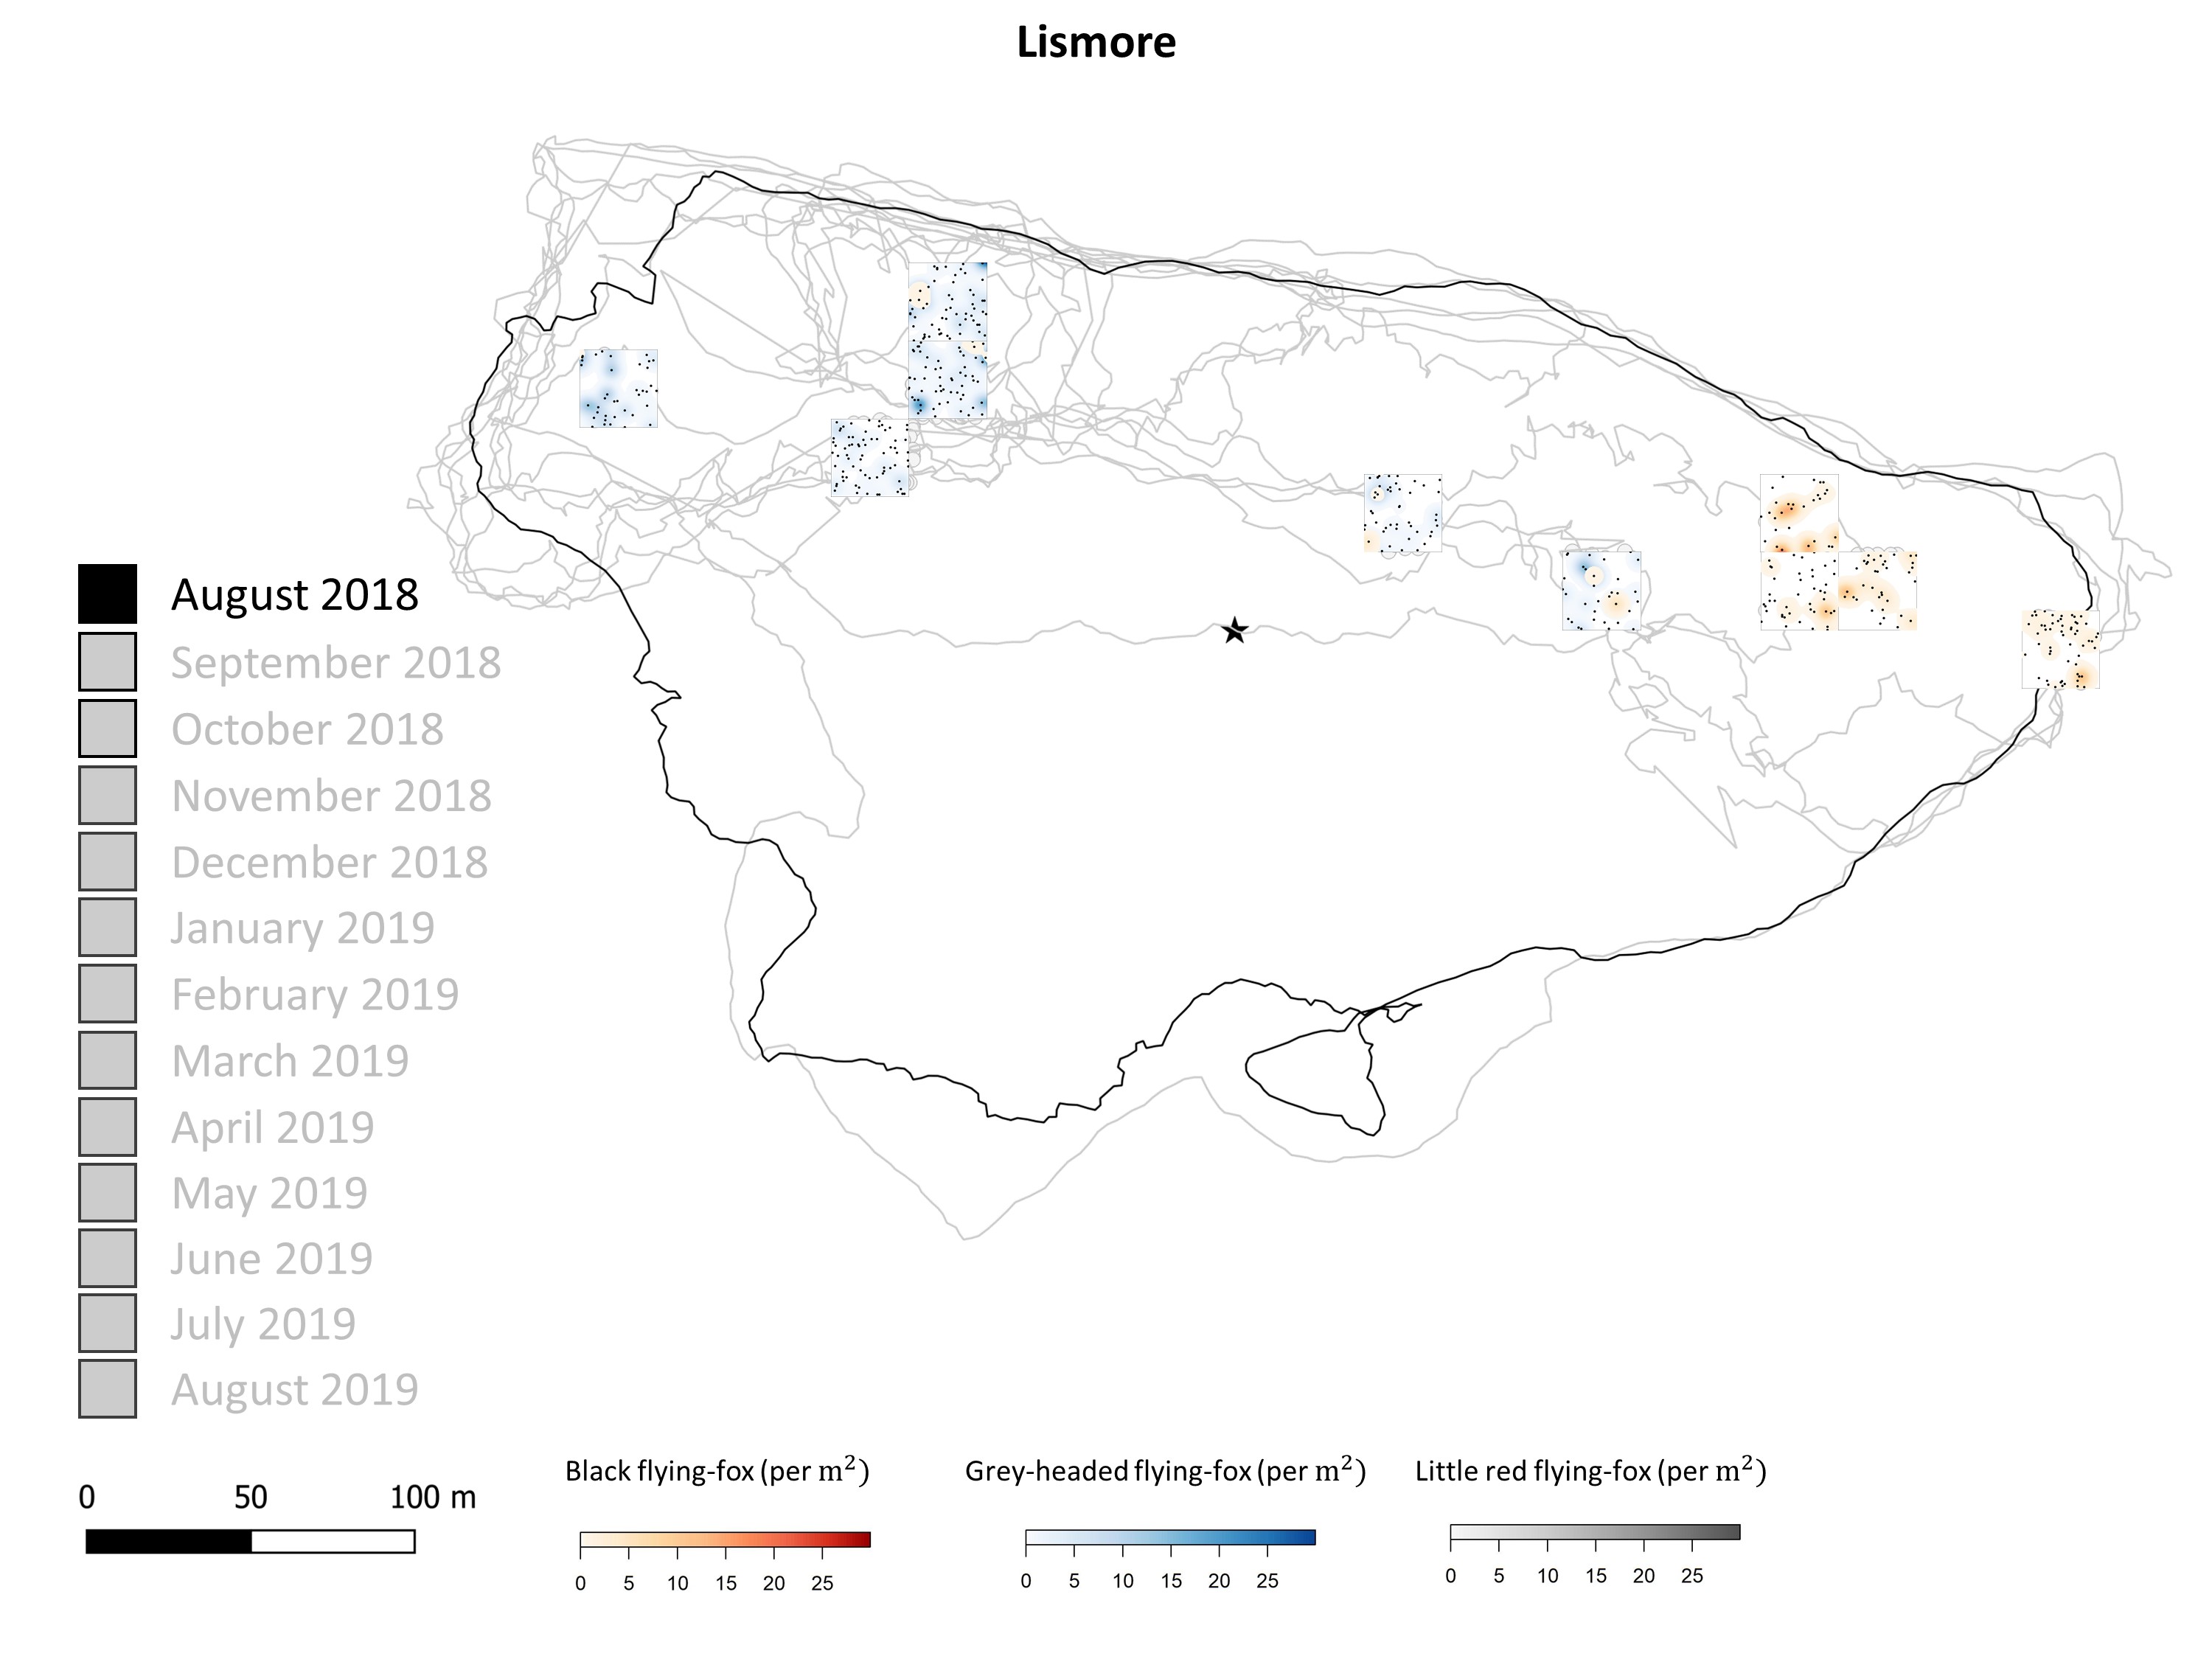 Lismore
August 2018
September 2018
October 2018
November 2018
December 2018
January 2019
February 2019
March 2019
April 2019
May 2019
June 2019
July 2019
August 2019
0 50 100 m
Black flying-fox (per m²)
0 5 10 15 20 25
Grey-headed flying-fox (per m²)
0 5 10 15 20 25
Little red flying-fox (per m²)
0 5 10 15 20 25